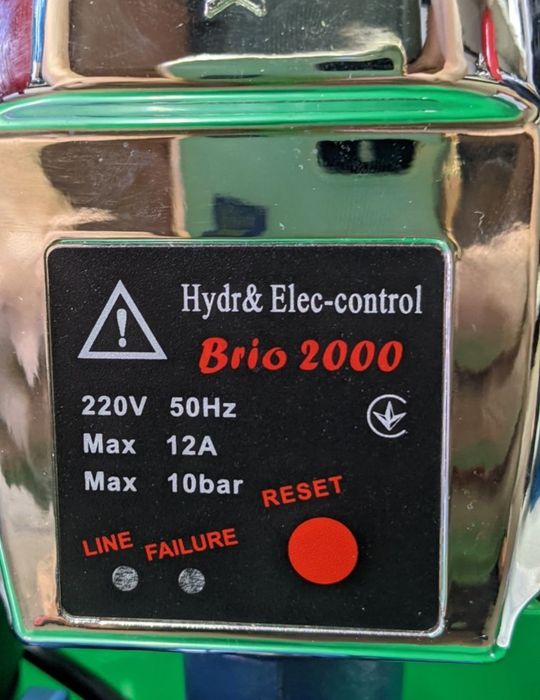 Hydr& Elec-control
Brio 2000
220V 50Hz
Max 12A
Max 10bar
RESET
LINE FAILURE